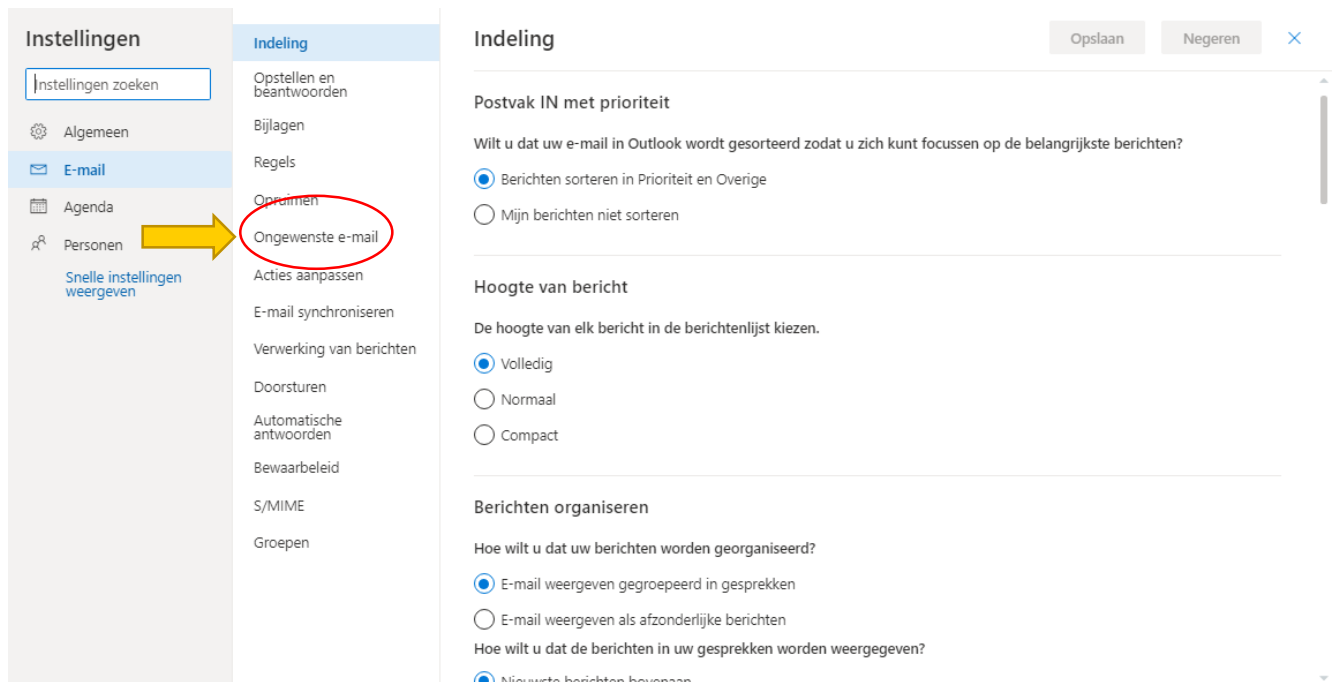 Instellingen
Instellingen zoeken
Algemeen
E-mail
Agenda
Personen
Snelle instellingen
weergeven
Indeling
Opstellen en
beantwoorden
Bijlagen
Regels
Opruimen
Ongewenste e-mail
Acties aanpassen
E-mail synchroniseren
Verwerking van berichten
Doorsturen
Automatische
antwoorden
Bewaarbeleid
S/MIME
Groepen
Indeling
Opslaan
Negeren
Postvak IN met prioriteit
Wilt u dat uw e-mail in Outlook wordt gesorteerd zodat u zich kunt focussen op de belangrijkste berichten?
Berichten sorteren in Prioriteit en Overige
Mijn berichten niet sorteren
Hoogte van bericht
De hoogte van elk bericht in de berichtenlijst kiezen.
Volledig
Normaal
Compact
Berichten organiseren
Hoe wilt u dat uw berichten worden georganiseerd?
E-mail weergeven gegroepeerd in gesprekken
E-mail weergeven als afzonderlijke berichten
Hoe wilt u dat de berichten in uw gesprekken worden weergegeven?
Nieuwste berichten bovenaan